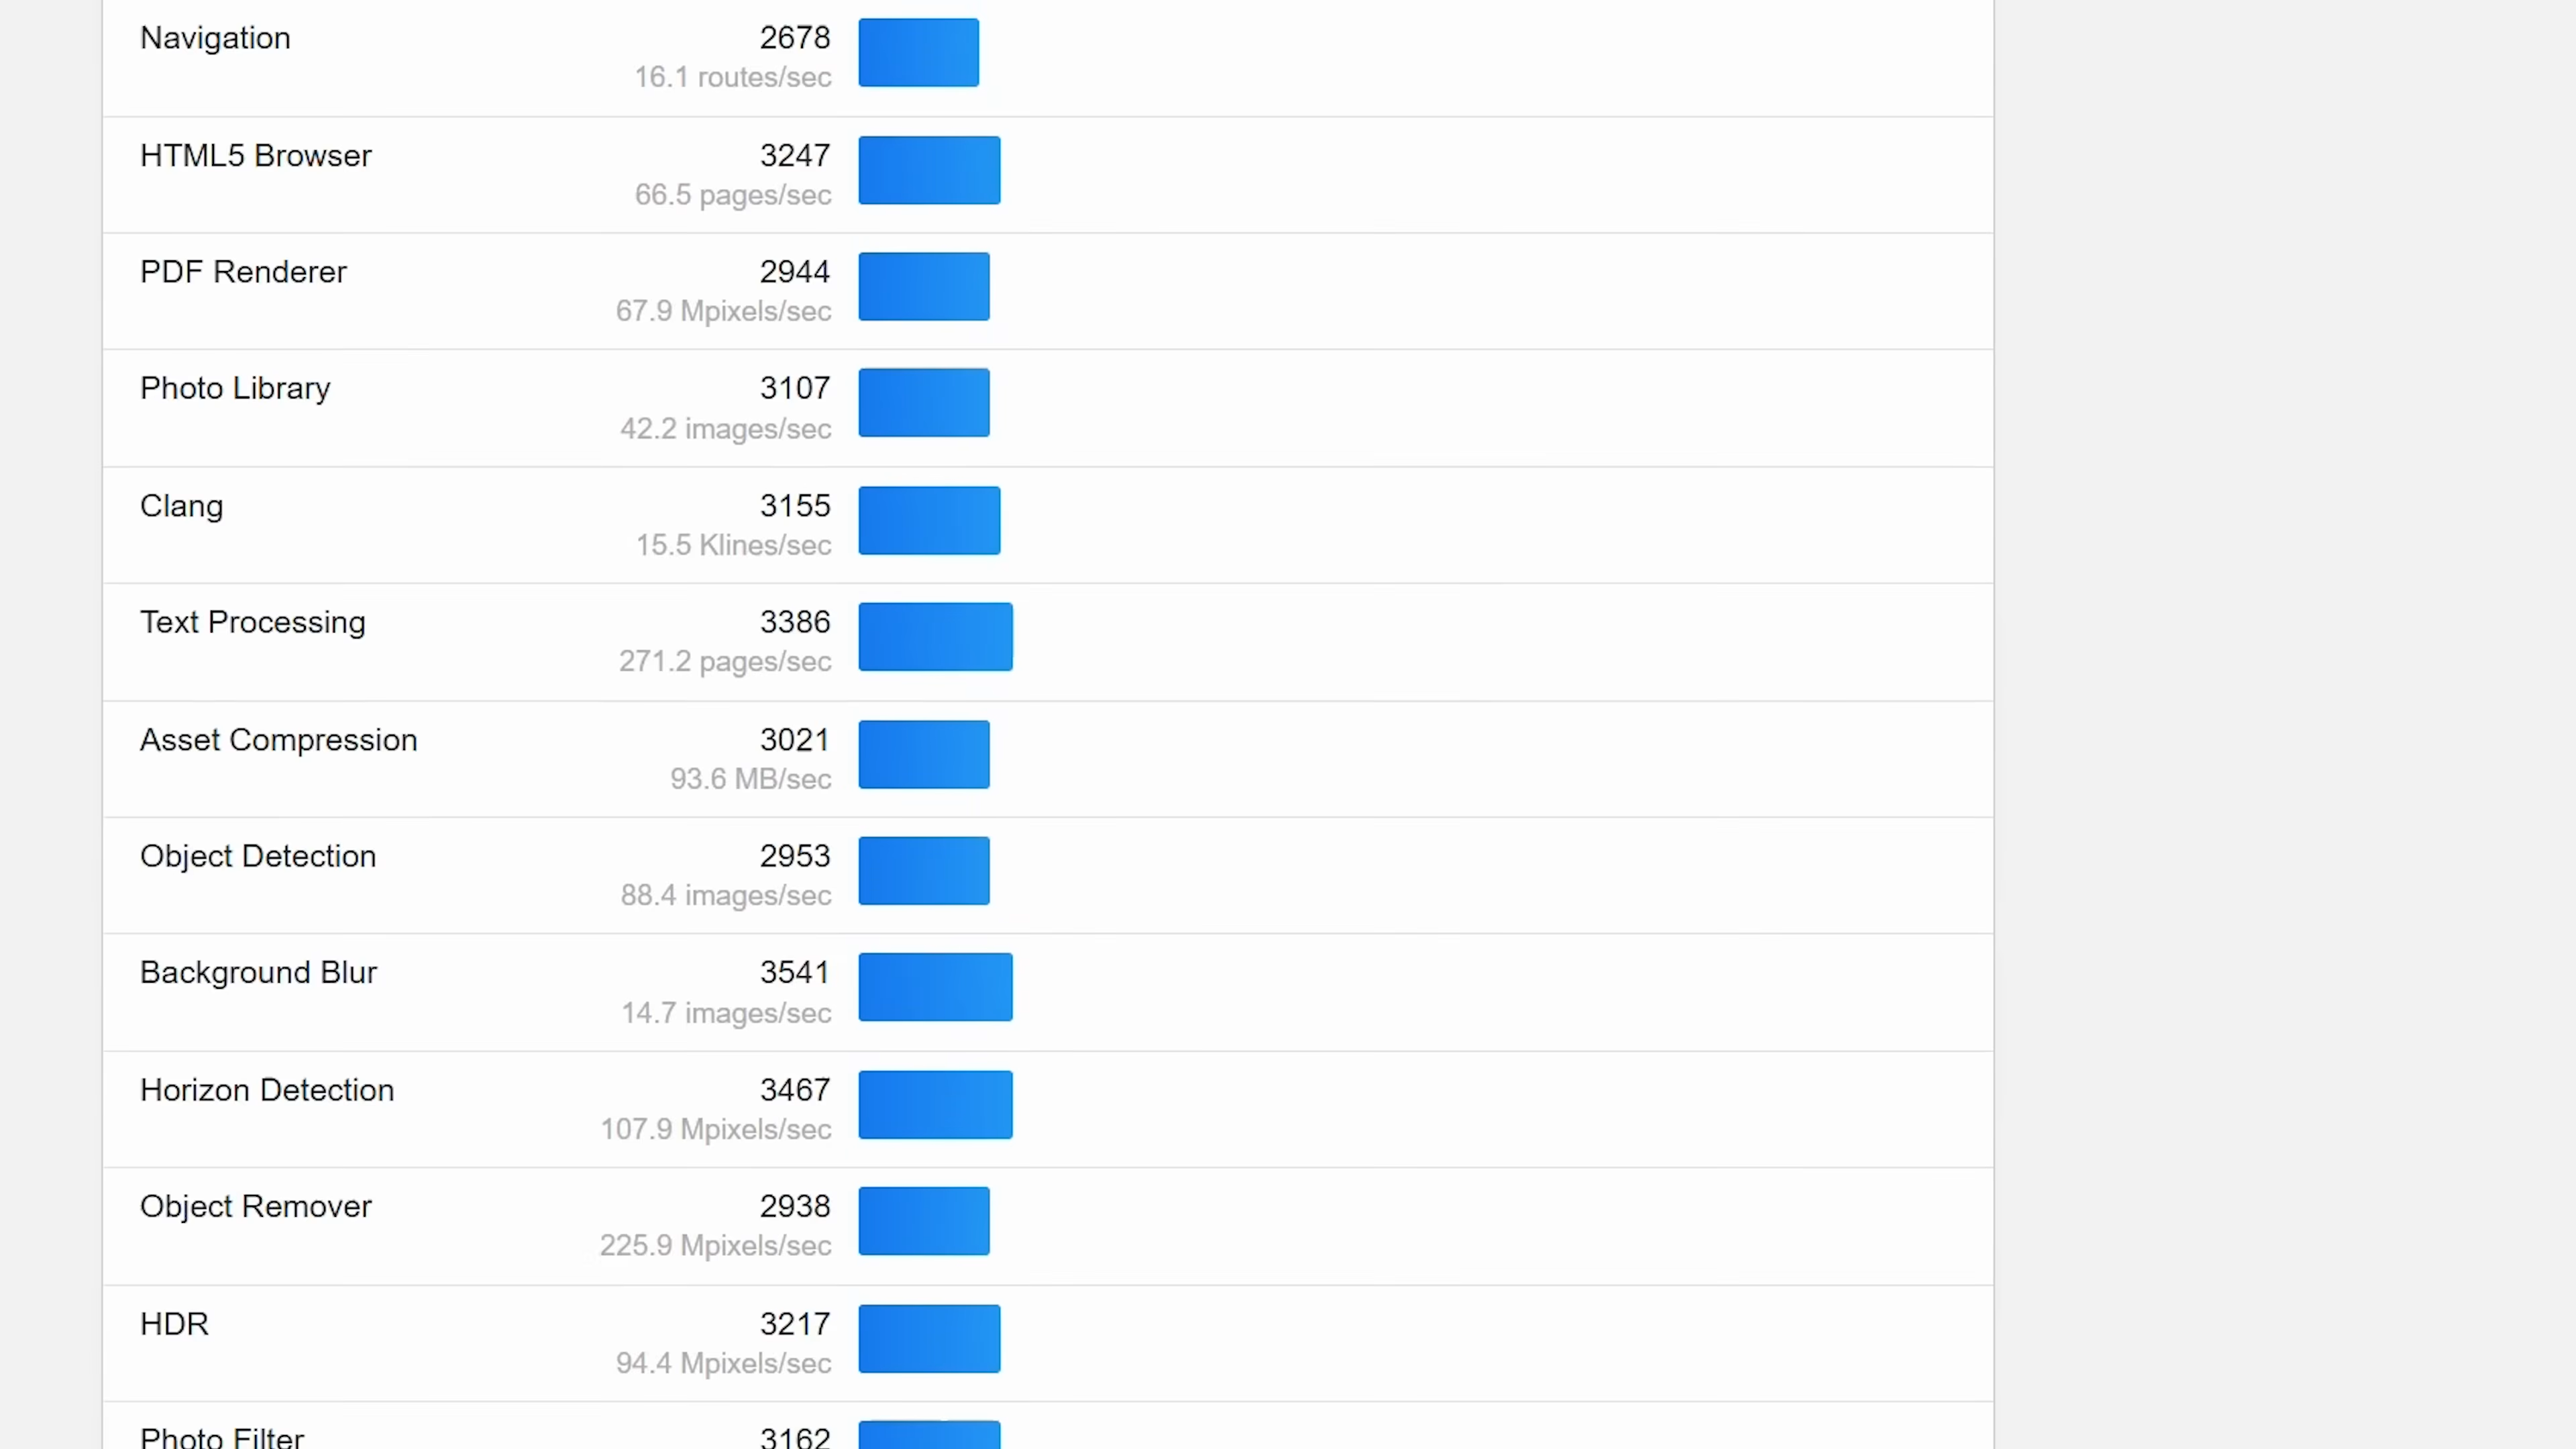 Navigation 2678
16.1 routes/sec
HTML5 Browser 3247
66.5 pages/sec
PDF Renderer 2944
67.9 Mpixels/sec
Photo Library 3107
42.2 images/sec
Clang 3155
15.5 Klines/sec
Text Processing 3386
271.2 pages/sec
Asset Compression 3021
93.6 MB/sec
Object Detection 2953
88.4 images/sec
Background Blur 3541
14.7 images/sec
Horizon Detection 3467
107.9 Mpixels/sec
Object Remover 2938
225.9 Mpixels/sec
HDR 3217
94.4 Mpixels/sec
Photo Filter 3162